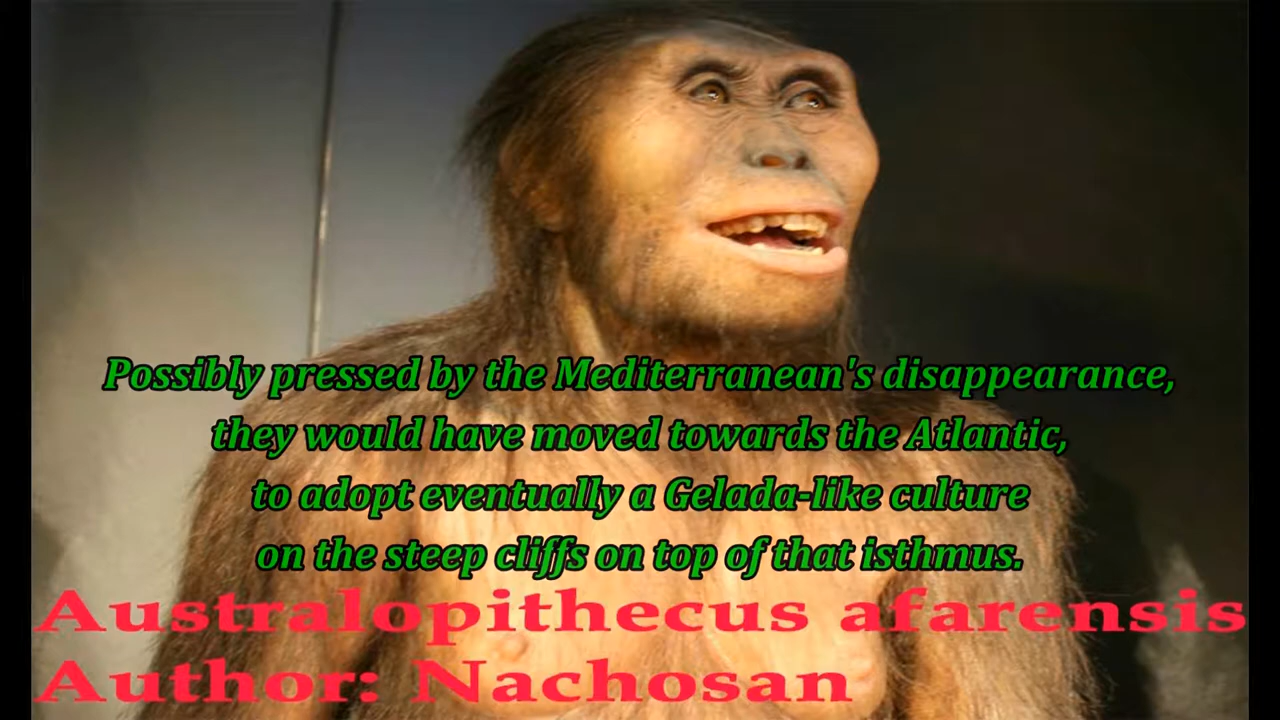 Possibly pressed by the Mediterranean's disappearance,
they would have moved towards the Atlantic,
to adopt eventually a Gelada-like culture
on the steep cliffs on top of that isthmus.
Australopithecus afarensis
Author: Nachosan